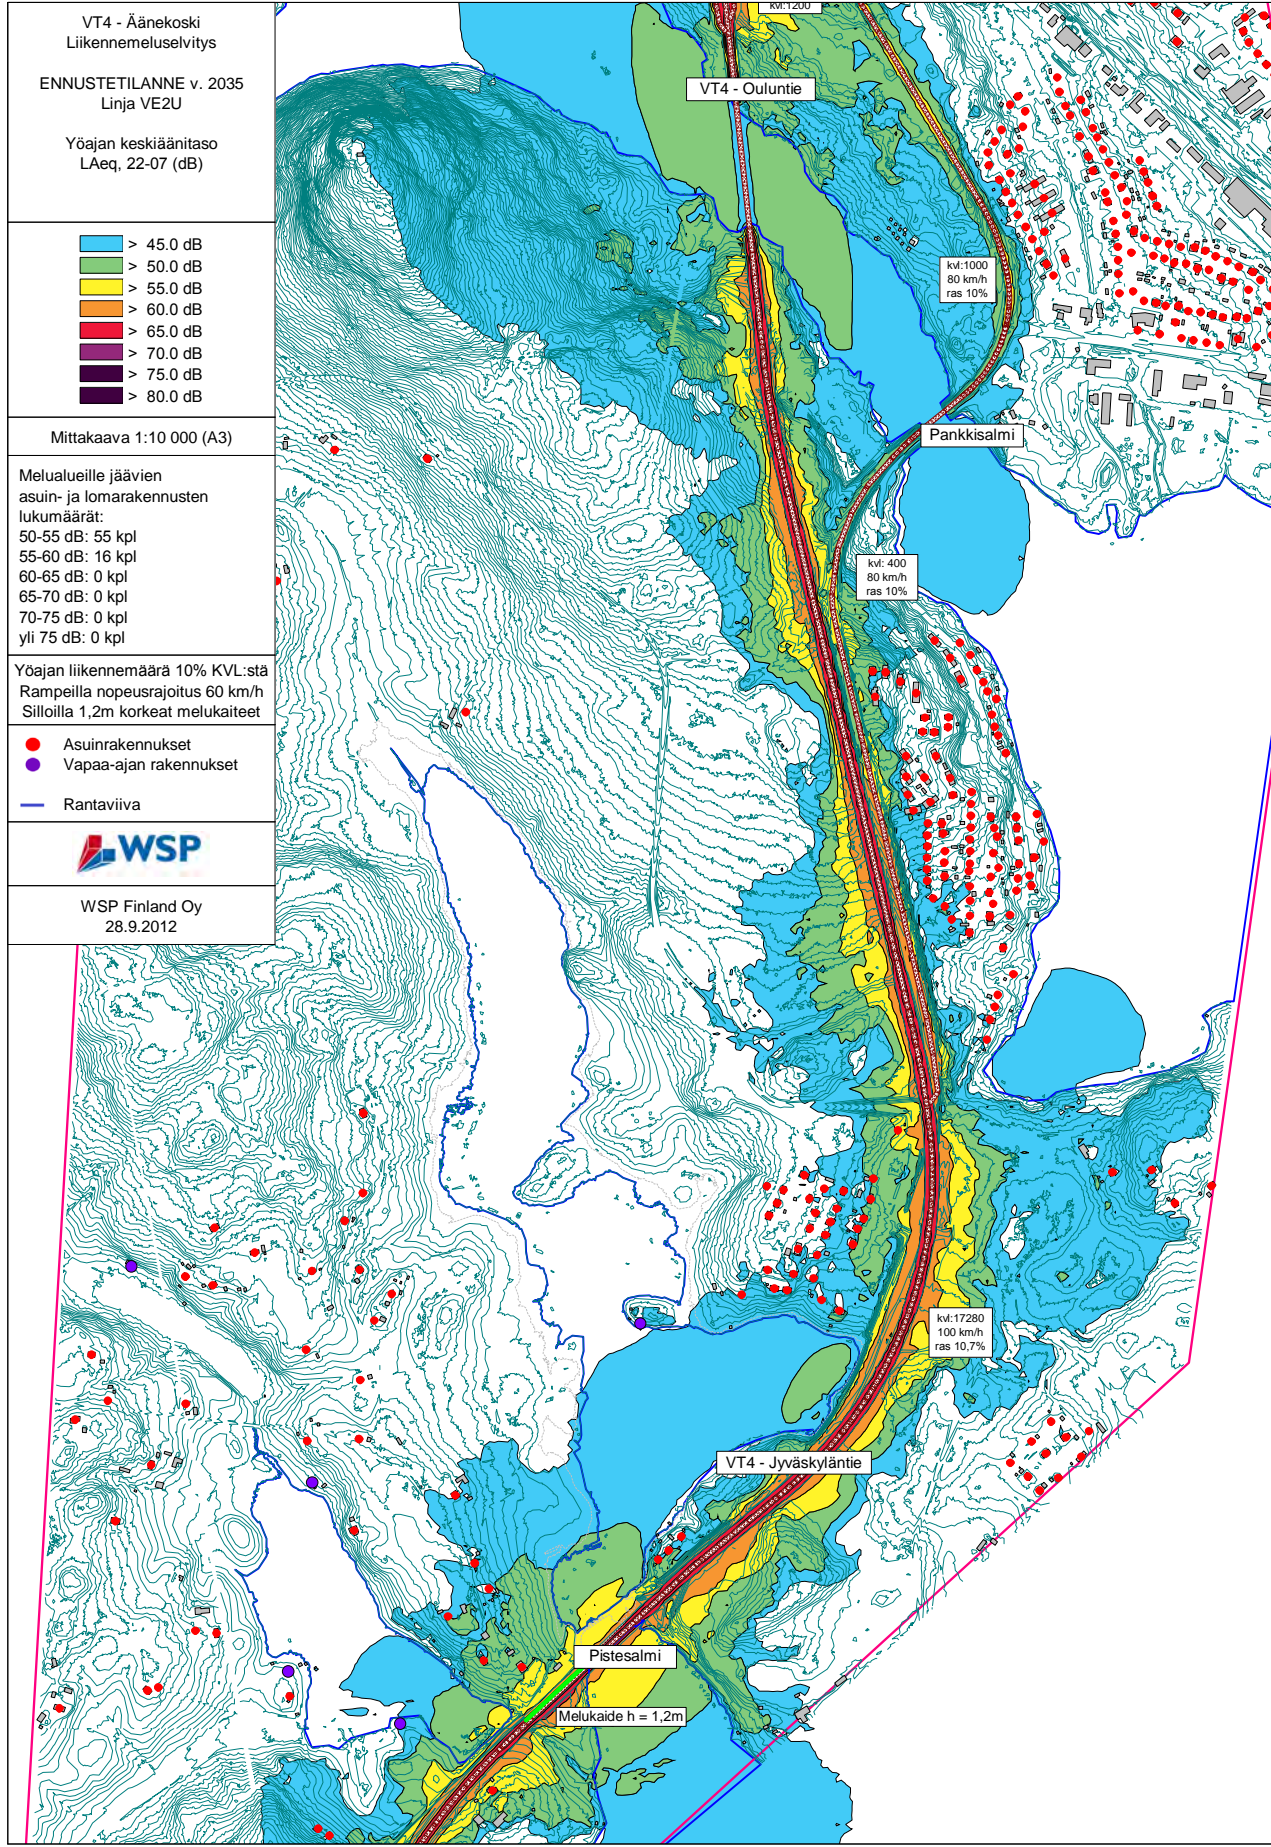 VT4 - Äänekoski
Liikennemeluselvitys
ENNUSTETILANNE v. 2035
Linja VE2U
Yöajan keskiäänitaso
LAeq, 22-07 (dB)
> 45.0 dB
> 50.0 dB
> 55.0 dB
> 60.0 dB
> 65.0 dB
> 70.0 dB
> 75.0 dB
> 80.0 dB
Mittakaava 1:10 000 (A3)
Melualueille jäävien
asuin- ja lomarakennusten
lukumäärät:
50-55 dB: 55 kpl
55-60 dB: 16 kpl
60-65 dB: 0 kpl
65-70 dB: 0 kpl
70-75 dB: 0 kpl
yli 75 dB: 0 kpl
Yöajan liikennemäärä 10% KVL:stä
Rampeilla nopeusrajoitus 60 km/h
Silloilla 1,2m korkeat melukaiteet
Asuinrakennukset
Vapaa-ajan rakennukset
Rantaviiva
WSP
WSP Finland Oy
28.9.2012
kvl:1200
VT4 - Ouluntie
kvl:1000
80 km/h
ras 10%
Pankkisalmi
kvl: 400
80 km/h
ras 10%
kvl:17280
100 km/h
ras 10,7%
VT4 - Jyväskyläntie
Pistesalmi
Melukaide h = 1,2m